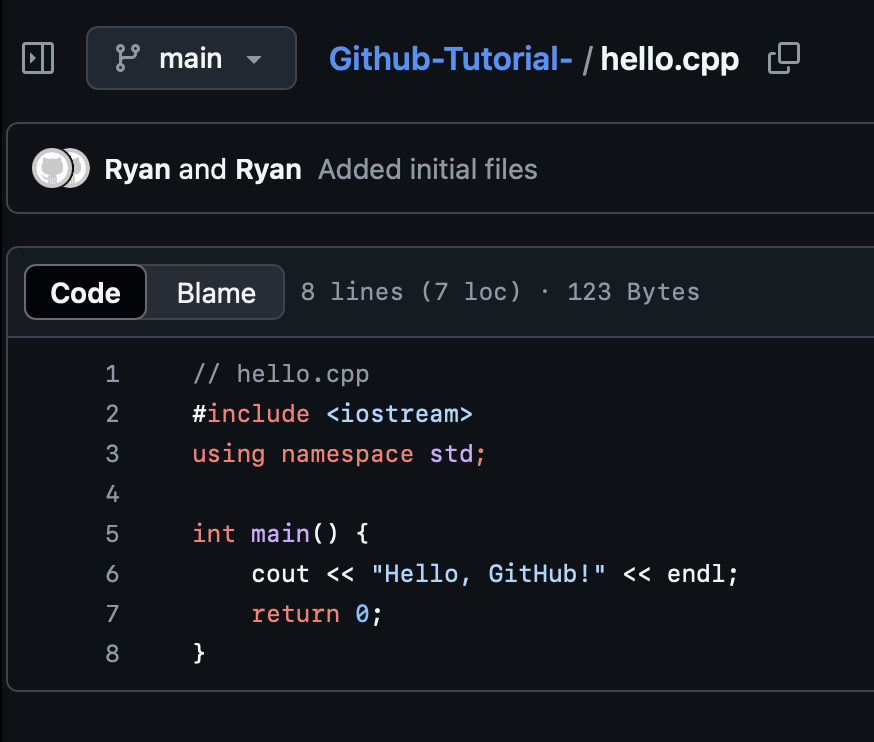 main
Github-Tutorial- / hello.cpp
Ryan and Ryan Added initial files
Code Blame 8 lines (7 loc) · 123 Bytes
1 // hello.cpp
2 #include <iostream>
3 using namespace std;
4
5 int main() {
6     cout << "Hello, GitHub!" << endl;
7     return 0;
8 }